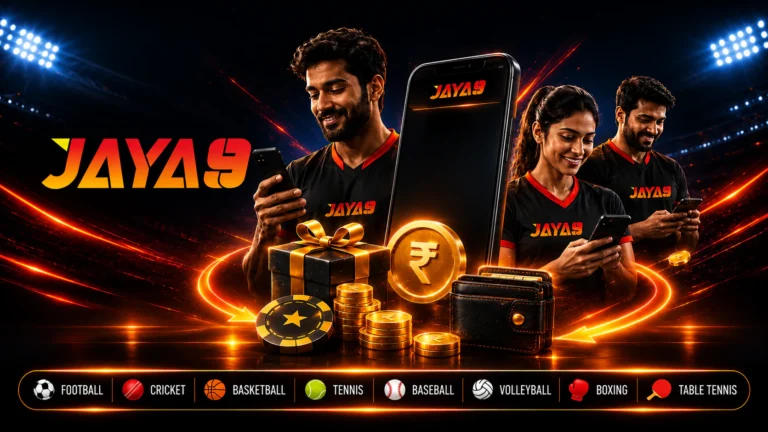 JAYA9
JAYA9
JAYA9
JAYA9
JAYA9
₹
FOOTBALL
CRICKET
BASKETBALL
TENNIS
BASEBALL
VOLLEYBALL
BOXING
TABLE TENNIS